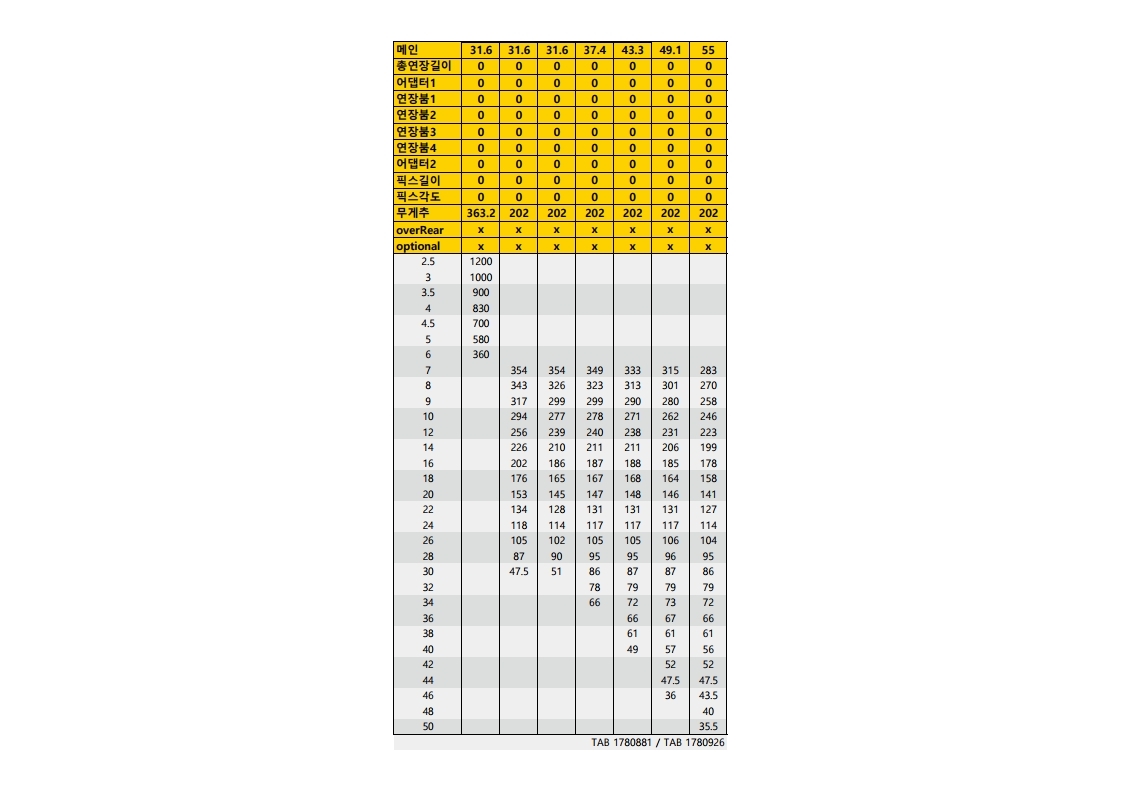 메인 31.6 31.6 31.6 37.4 43.3 49.1 55
총연장길이 0 0 0 0 0 0 0
어댑터1 0 0 0 0 0 0 0
연장붐1 0 0 0 0 0 0 0
연장붐2 0 0 0 0 0 0 0
연장붐3 0 0 0 0 0 0 0
연장붐4 0 0 0 0 0 0 0
어댑터2 0 0 0 0 0 0 0
픽스길이 0 0 0 0 0 0 0
픽스각도 0 0 0 0 0 0 0
무게추 363.2 202 202 202 202 202 202
overRear x x x x x x x
optional x x x x x x x
2.5 1200
3 1000
3.5 900
4 830
4.5 700
5 580
6 360
7 354 354 349 333 315 283
8 343 326 323 313 301 270
9 317 299 299 290 280 258
10 294 277 278 271 262 246
12 256 239 240 238 231 223
14 226 210 211 211 206 199
16 202 186 187 188 185 178
18 176 165 167 168 164 158
20 153 145 147 148 146 141
22 134 128 131 131 131 127
24 118 114 117 117 117 114
26 105 102 105 105 106 104
28 87 90 95 95 96 95
30 47.5 51 86 87 87 86
32 78 79 79 79
34 66 72 73 72
36 66 67 66
38 61 61 61
40 49 57 56
42 52 52
44 47.5 47.5
46 36 43.5
48 40
50 35.5
TAB 1780881 / TAB 1780926